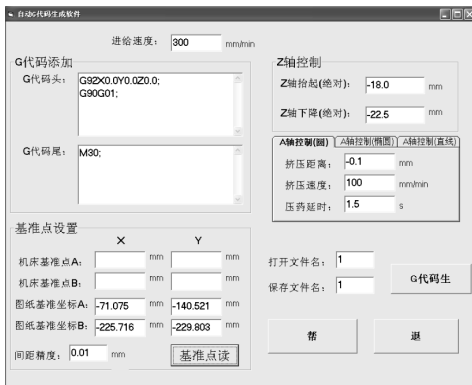 自动G代码生成软件
进给速度： 300 mm/min
G代码添加
G代码头： G92X0.0Y0.0Z0.0;
G90G01;
G代码尾： M30;
Z轴控制
Z轴抬起(绝对)： -18.0 mm
Z轴下降(绝对)： -22.5 mm
A轴控制(圆) A轴控制(椭圆) A轴控制(直线)
挤压距离： -0.1 mm
挤压速度： 100 mm/min
压药延时： 1.5 s
基准点设置
X Y
机床基准点A： mm mm
机床基准点B： mm mm
图纸基准坐标A： -71.075 mm -140.521 mm
图纸基准坐标B： -225.716 mm -229.803 mm
间距精度： 0.01 mm 基准点读
打开文件名： 1
保存文件名： 1
G代码生
帮 退